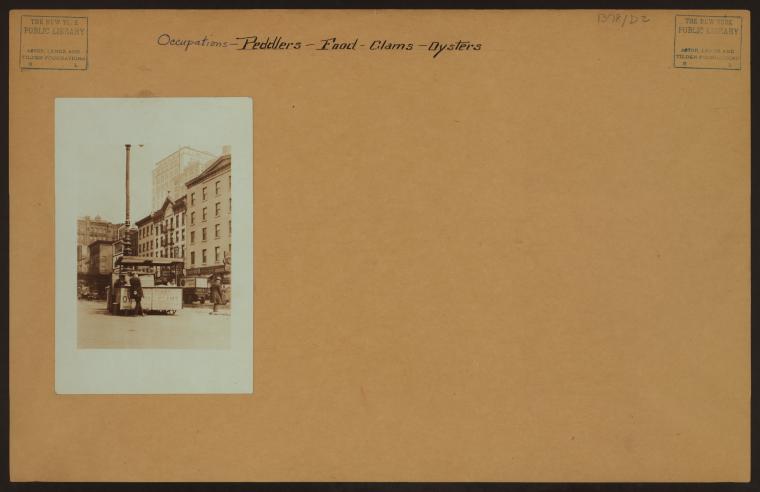 THE NEW YORK
PUBLIC LIBRARY
ASTOR, LENOX AND
TILDEN FOUNDATIONS
R L
Occupations - Peddlers - Food - Clams - Oysters
1378/D2
THE NEW YORK
PUBLIC LIBRARY
ASTOR, LENOX AND
TILDEN FOUNDATIONS
R L